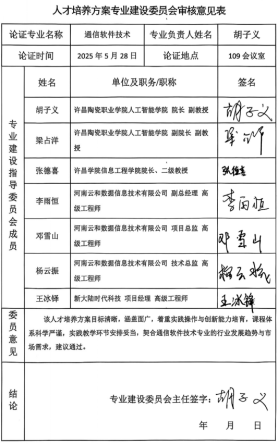 人才培养方案专业建设委员会审核意见表
论证专业名称 通信软件技术 专业负责人姓名 胡子义
论证时间 2025 年 5 月 28 日 论证地点 109 会议室
专业建设指导委员会成员
姓名 单位及职务/职称 签名
胡子义 许昌陶瓷职业学院人工智能学院 院长 副教授 胡子义
梁占洋 许昌陶瓷职业学院人工智能学院 副院长 副教授
张德喜 许昌学院信息工程学院院长、二级教授 张德喜
李雨恒 河南云和数据信息技术有限公司 副总经理 高级工程师 李雨恒
邓雪山 河南云和数据信息技术有限公司 项目总监 高级工程师 邓雪山
杨云振 河南云和数据信息技术有限公司 技术总监 高级工程师 杨云振
王冰铎 新大陆时代科技 项目经理 高级工程师
委员意见
该人才培养方案目标清晰,涵盖面广,着重实践操作与创新能力培育,课程体
系科学严谨,实践教学环节安排妥当,契合通信软件技术专业的行业发展趋势与市
场需求,建议通过。
结论
专业建设委员会主任签字:胡子义
年 月 日